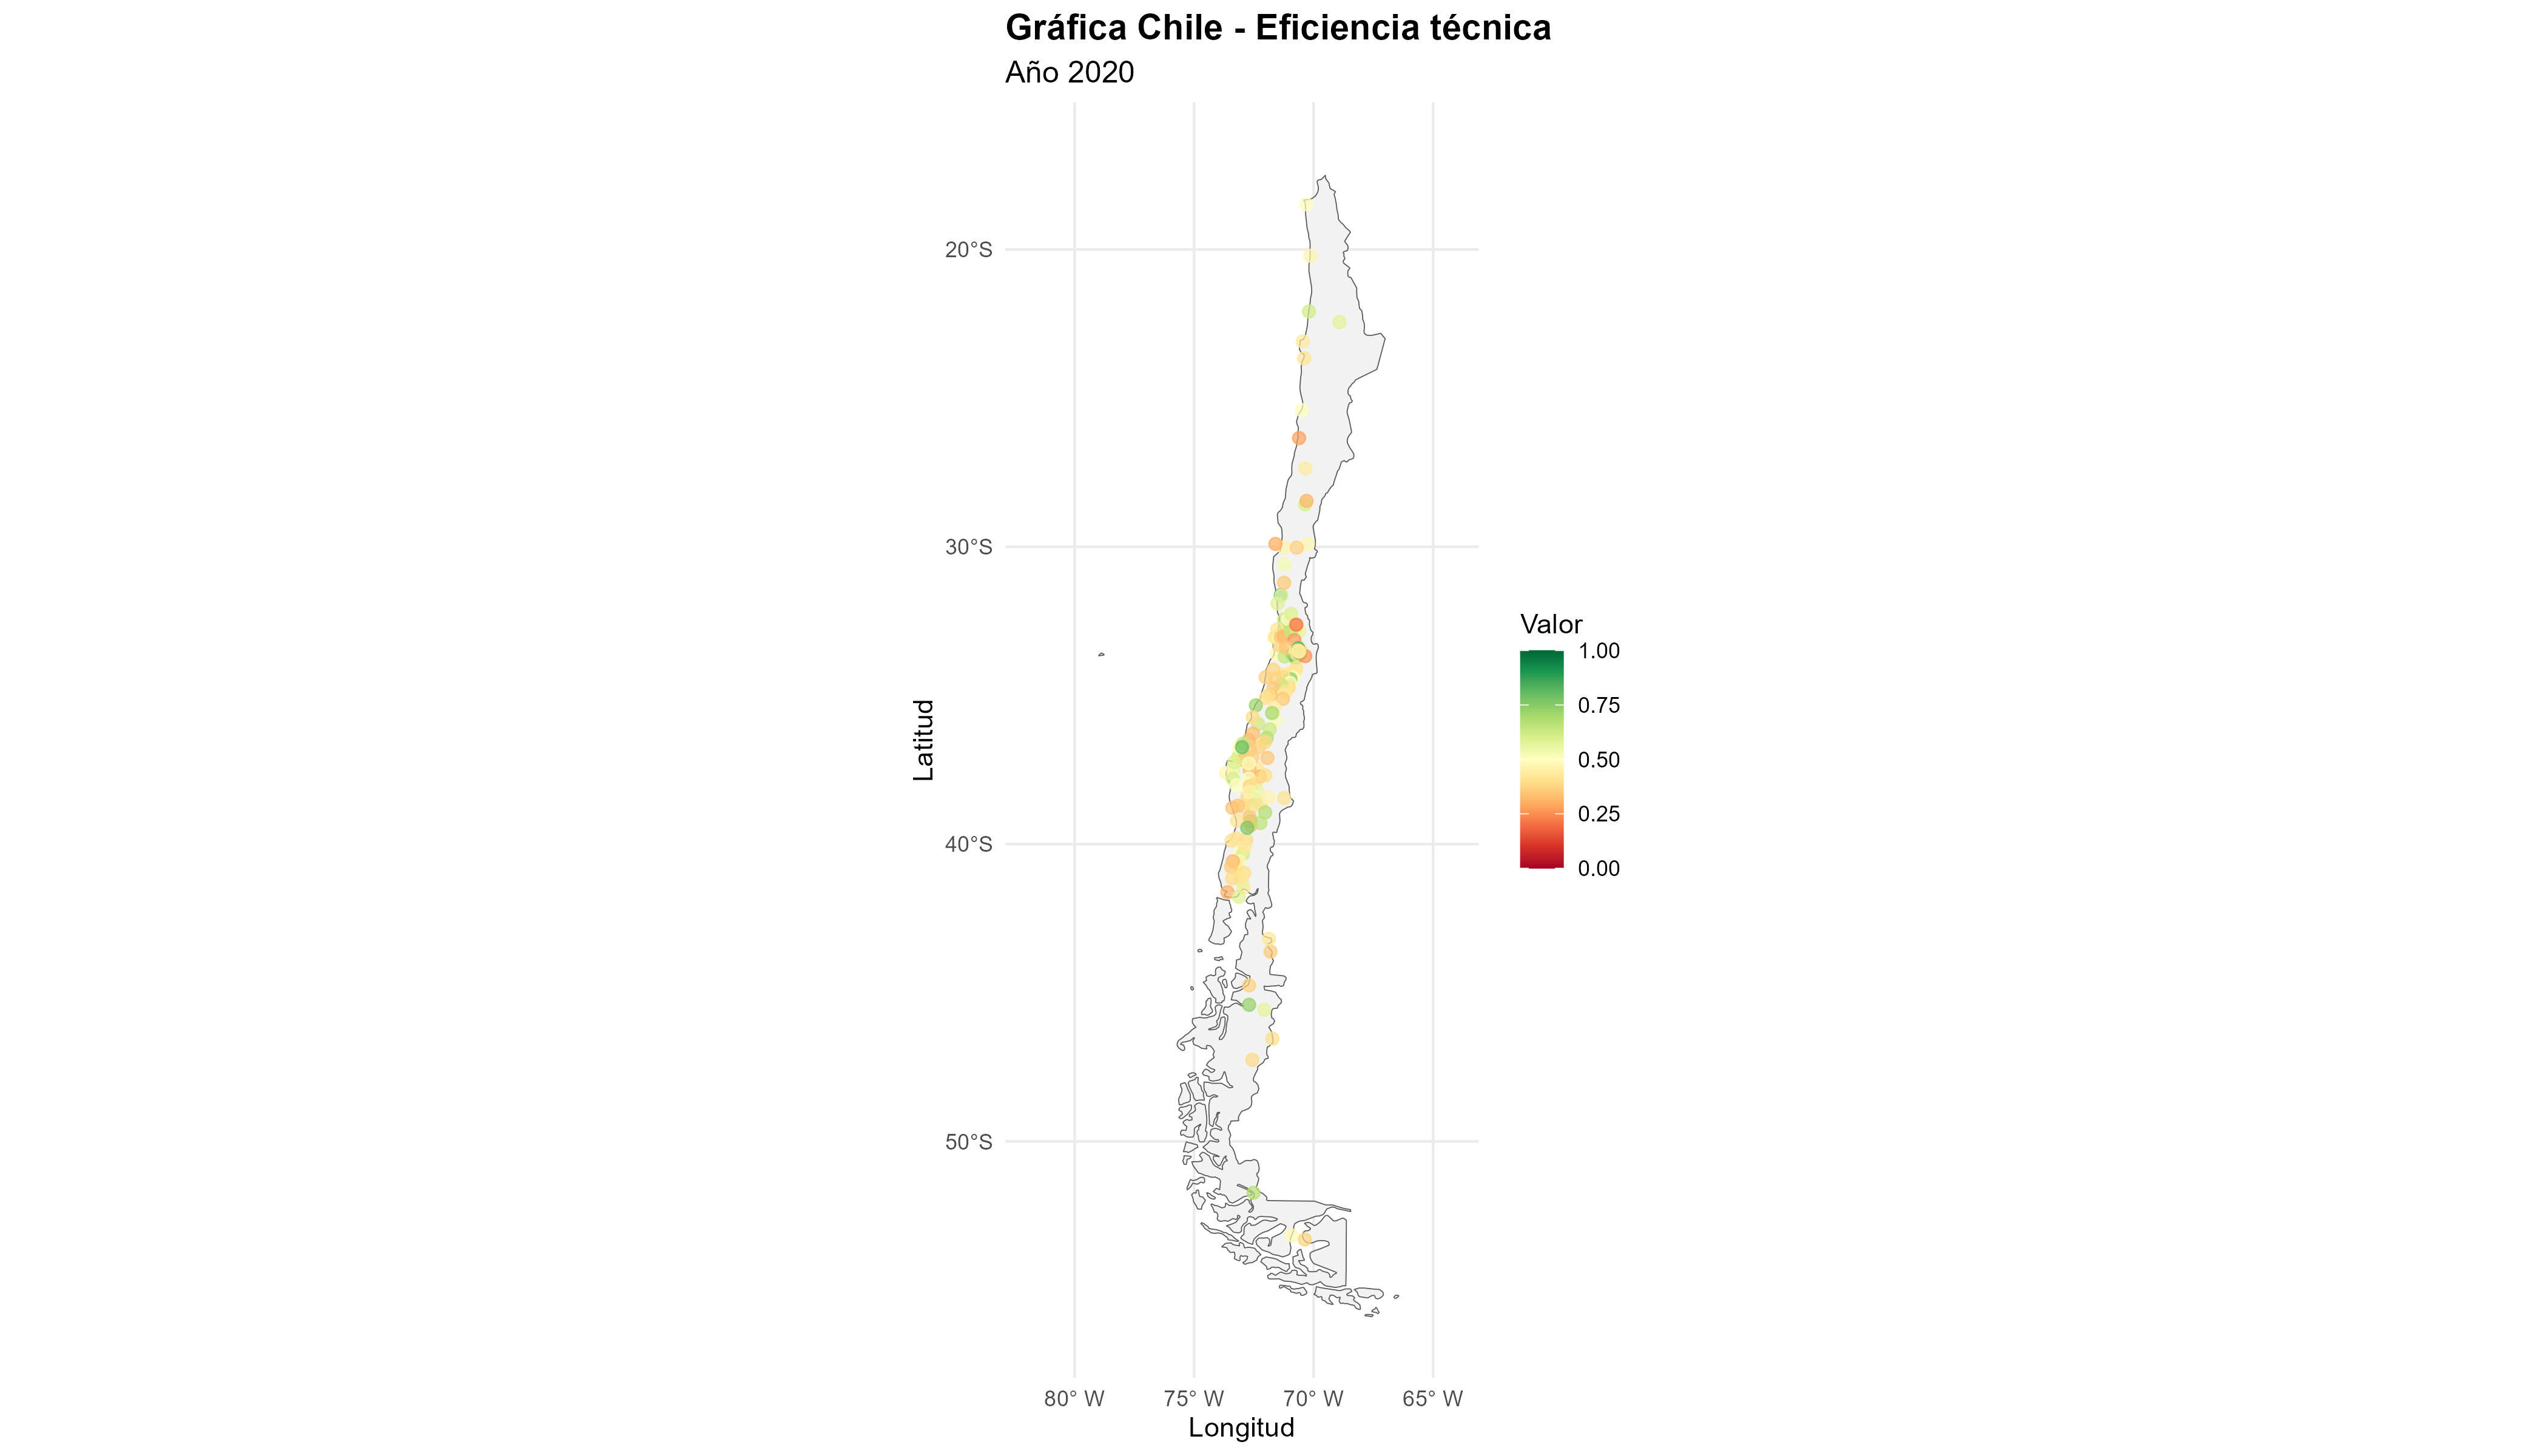 Gráfica Chile - Eficiencia técnica
Año 2020
20°S
30°S
40°S
50°S
Latitud
80° W
75° W
70° W
65° W
Longitud
Valor
1.00
0.75
0.50
0.25
0.00